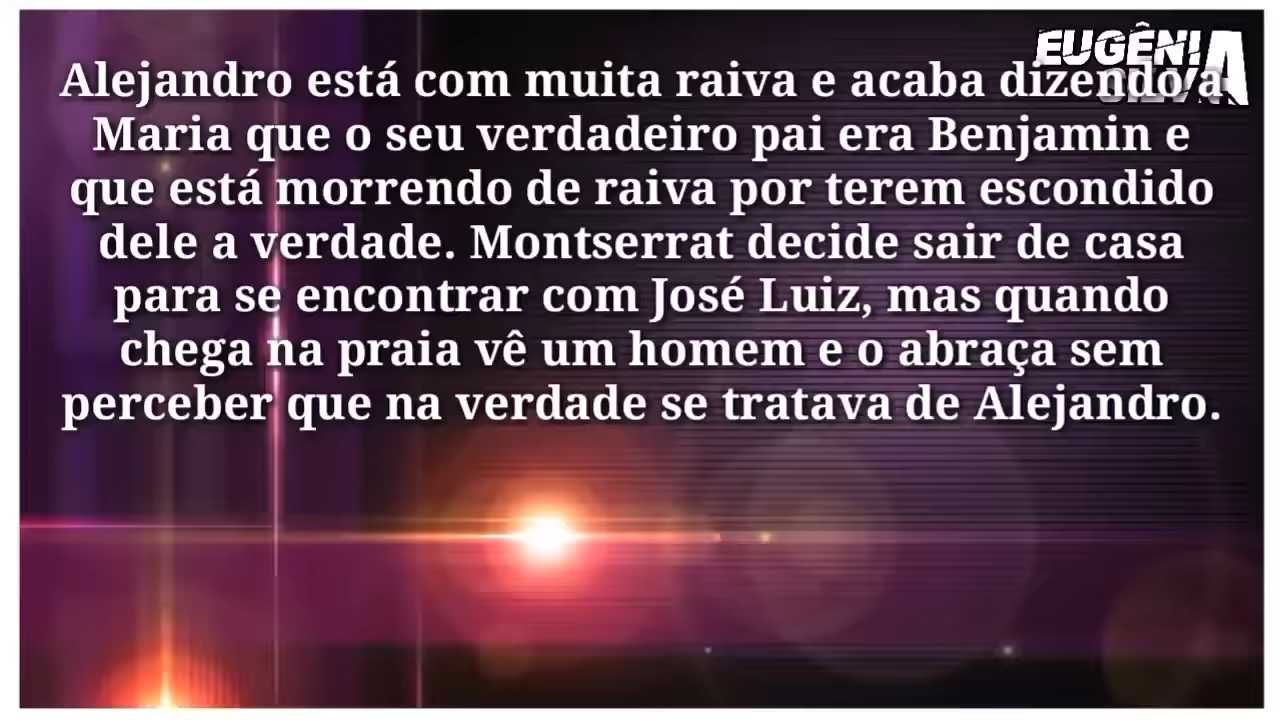 EUGÊNIA
SILVA
Alejandro está com muita raiva e acaba dizendo a
Maria que o seu verdadeiro pai era Benjamin e
que está morrendo de raiva por terem escondido
dele a verdade. Montserrat decide sair de casa
para se encontrar com José Luiz, mas quando
chega na praia vê um homem e o abraça sem
perceber que na verdade se tratava de Alejandro.